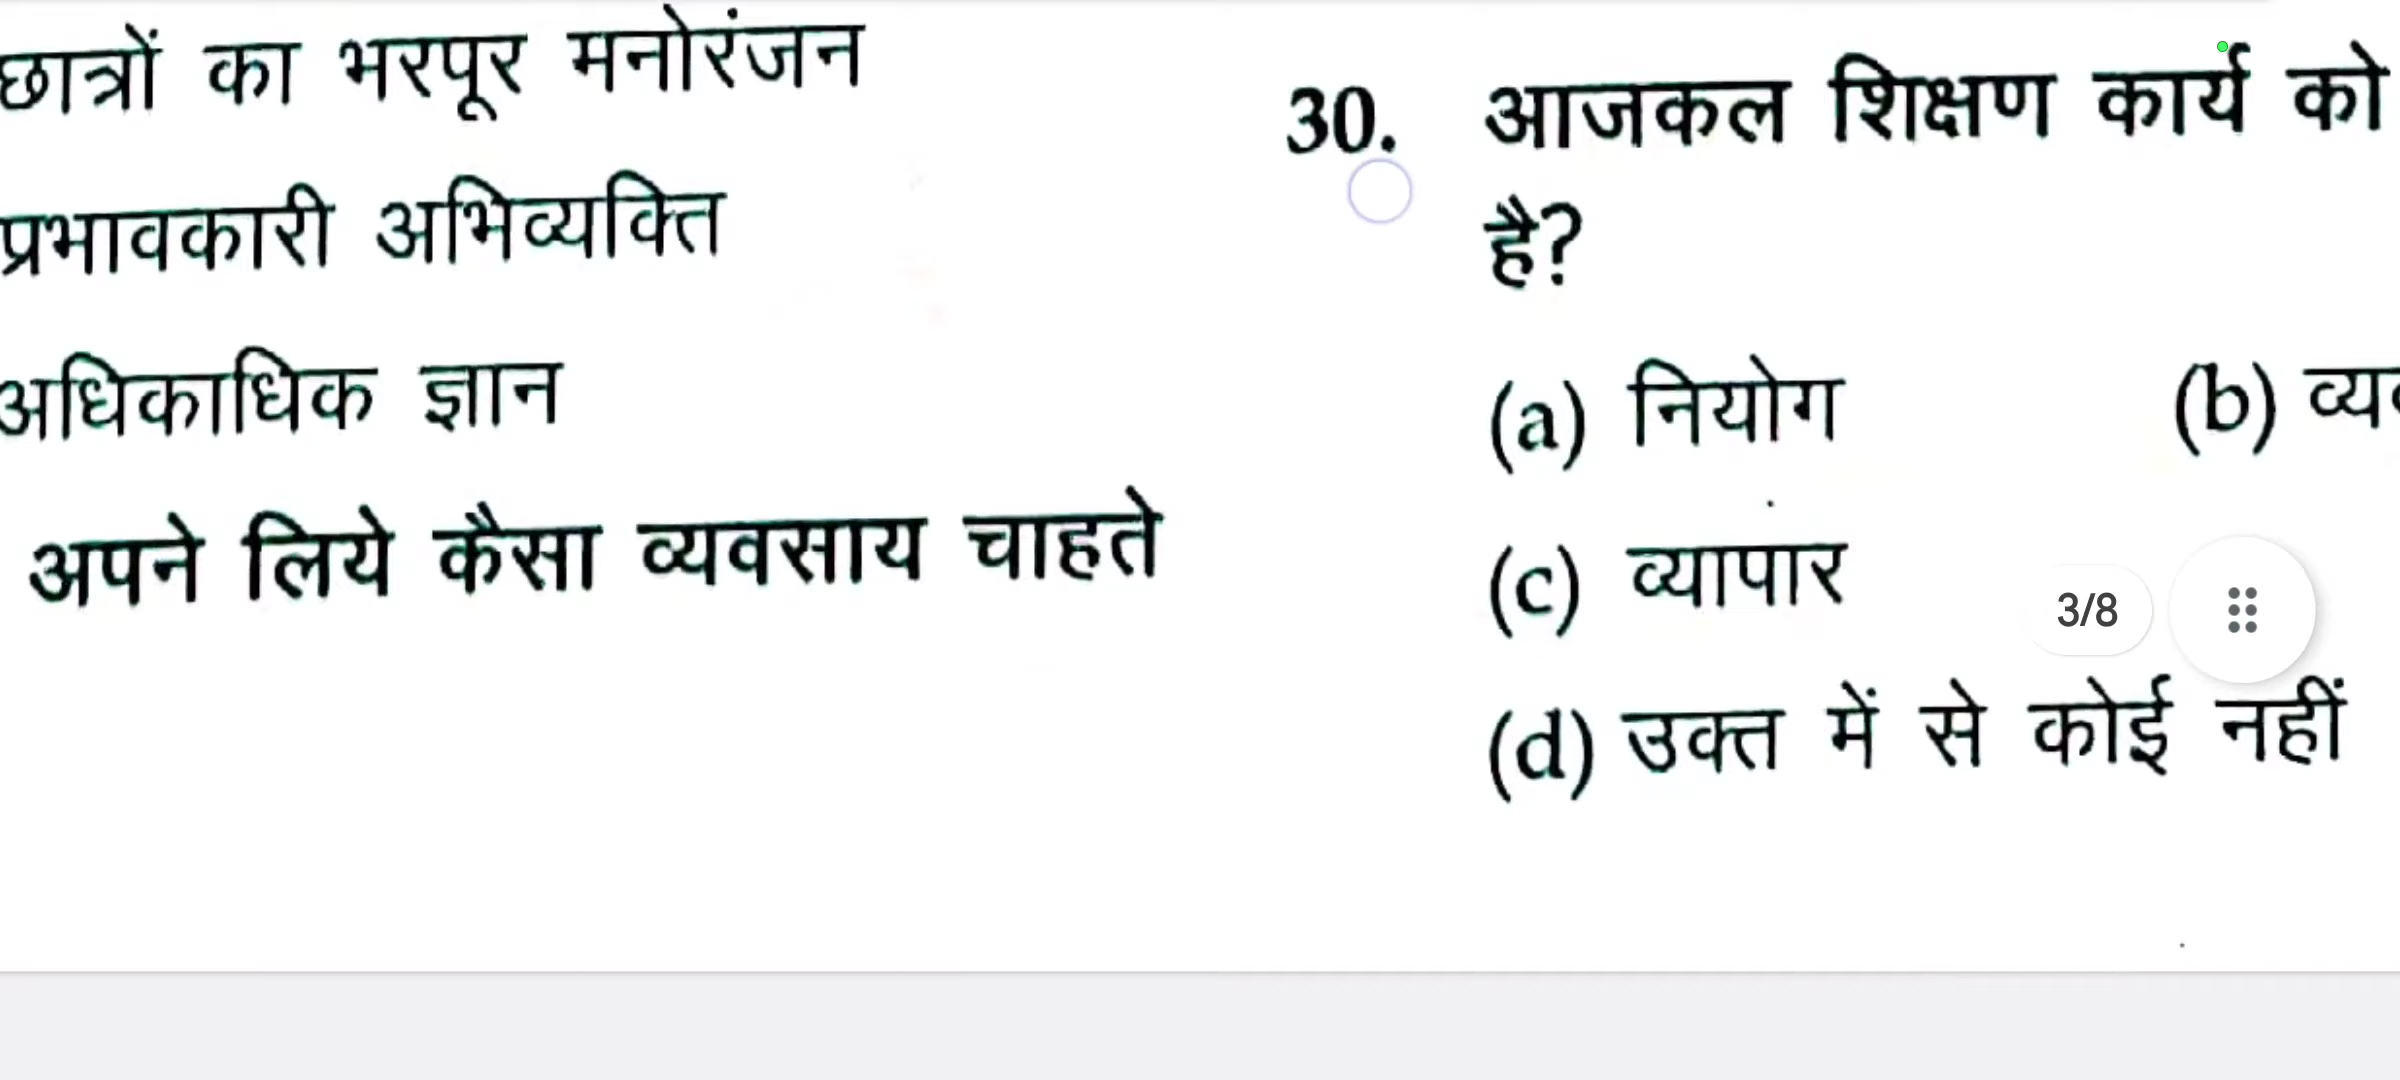 छात्रों का भरपूर मनोरंजन
प्रभावकारी अभिव्यक्ति
अधिकाधिक ज्ञान
अपने लिये कैसा व्यवसाय चाहते
30. आजकल शिक्षण कार्य को
है?
(a) नियोग (b)
(c) व्यापार
3/8
(d) उक्त में से कोई नहीं